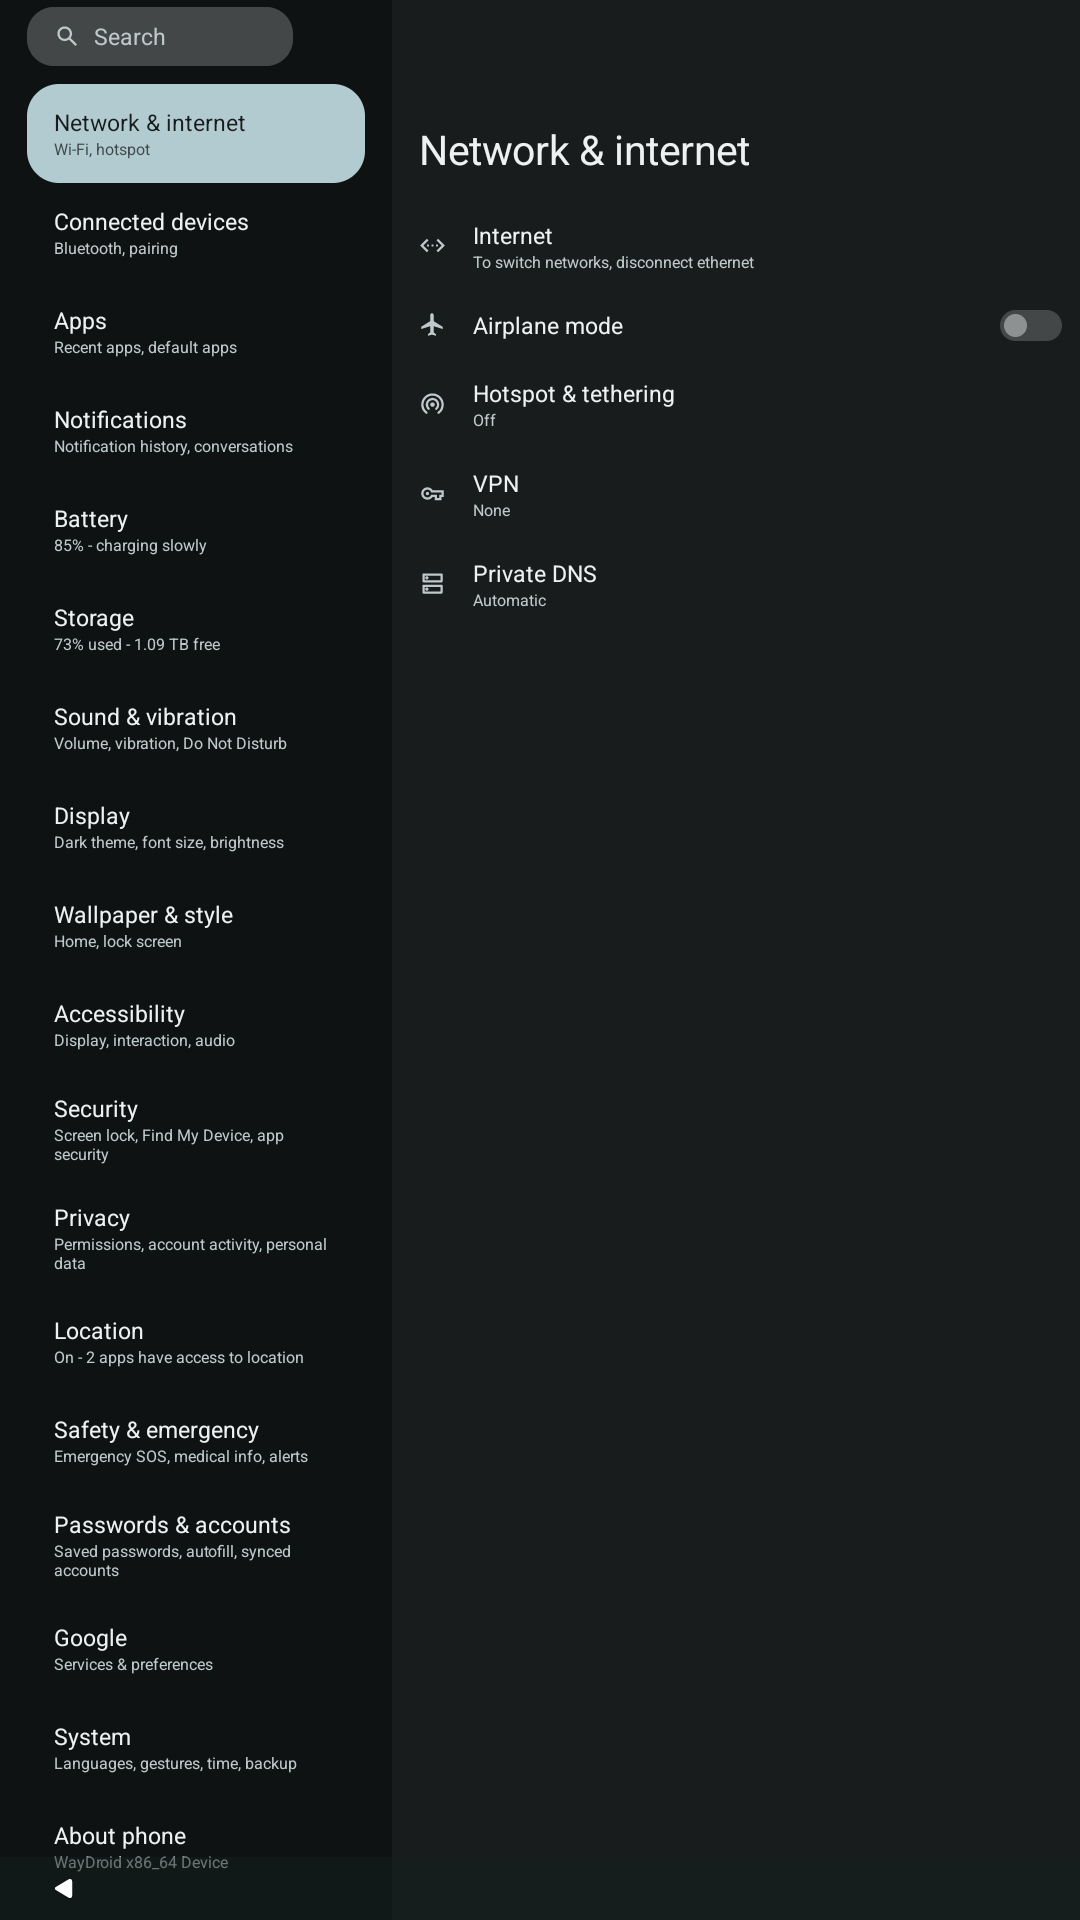 Search
Network & internet
Wi-Fi, hotspot
Connected devices
Bluetooth, pairing
Apps
Recent apps, default apps
Notifications
Notification history, conversations
Battery
85% - charging slowly
Storage
73% used - 1.09 TB free
Sound & vibration
Volume, vibration, Do Not Disturb
Display
Dark theme, font size, brightness
Wallpaper & style
Home, lock screen
Accessibility
Display, interaction, audio
Security
Screen lock, Find My Device, app
security
Privacy
Permissions, account activity, personal
data
Location
On - 2 apps have access to location
Safety & emergency
Emergency SOS, medical info, alerts
Passwords & accounts
Saved passwords, autofill, synced
accounts
Google
Services & preferences
System
Languages, gestures, time, backup
About phone
WayDroid x86_64 Device
Network & internet
Internet
To switch networks, disconnect ethernet
Airplane mode
Hotspot & tethering
Off
VPN
None
Private DNS
Automatic